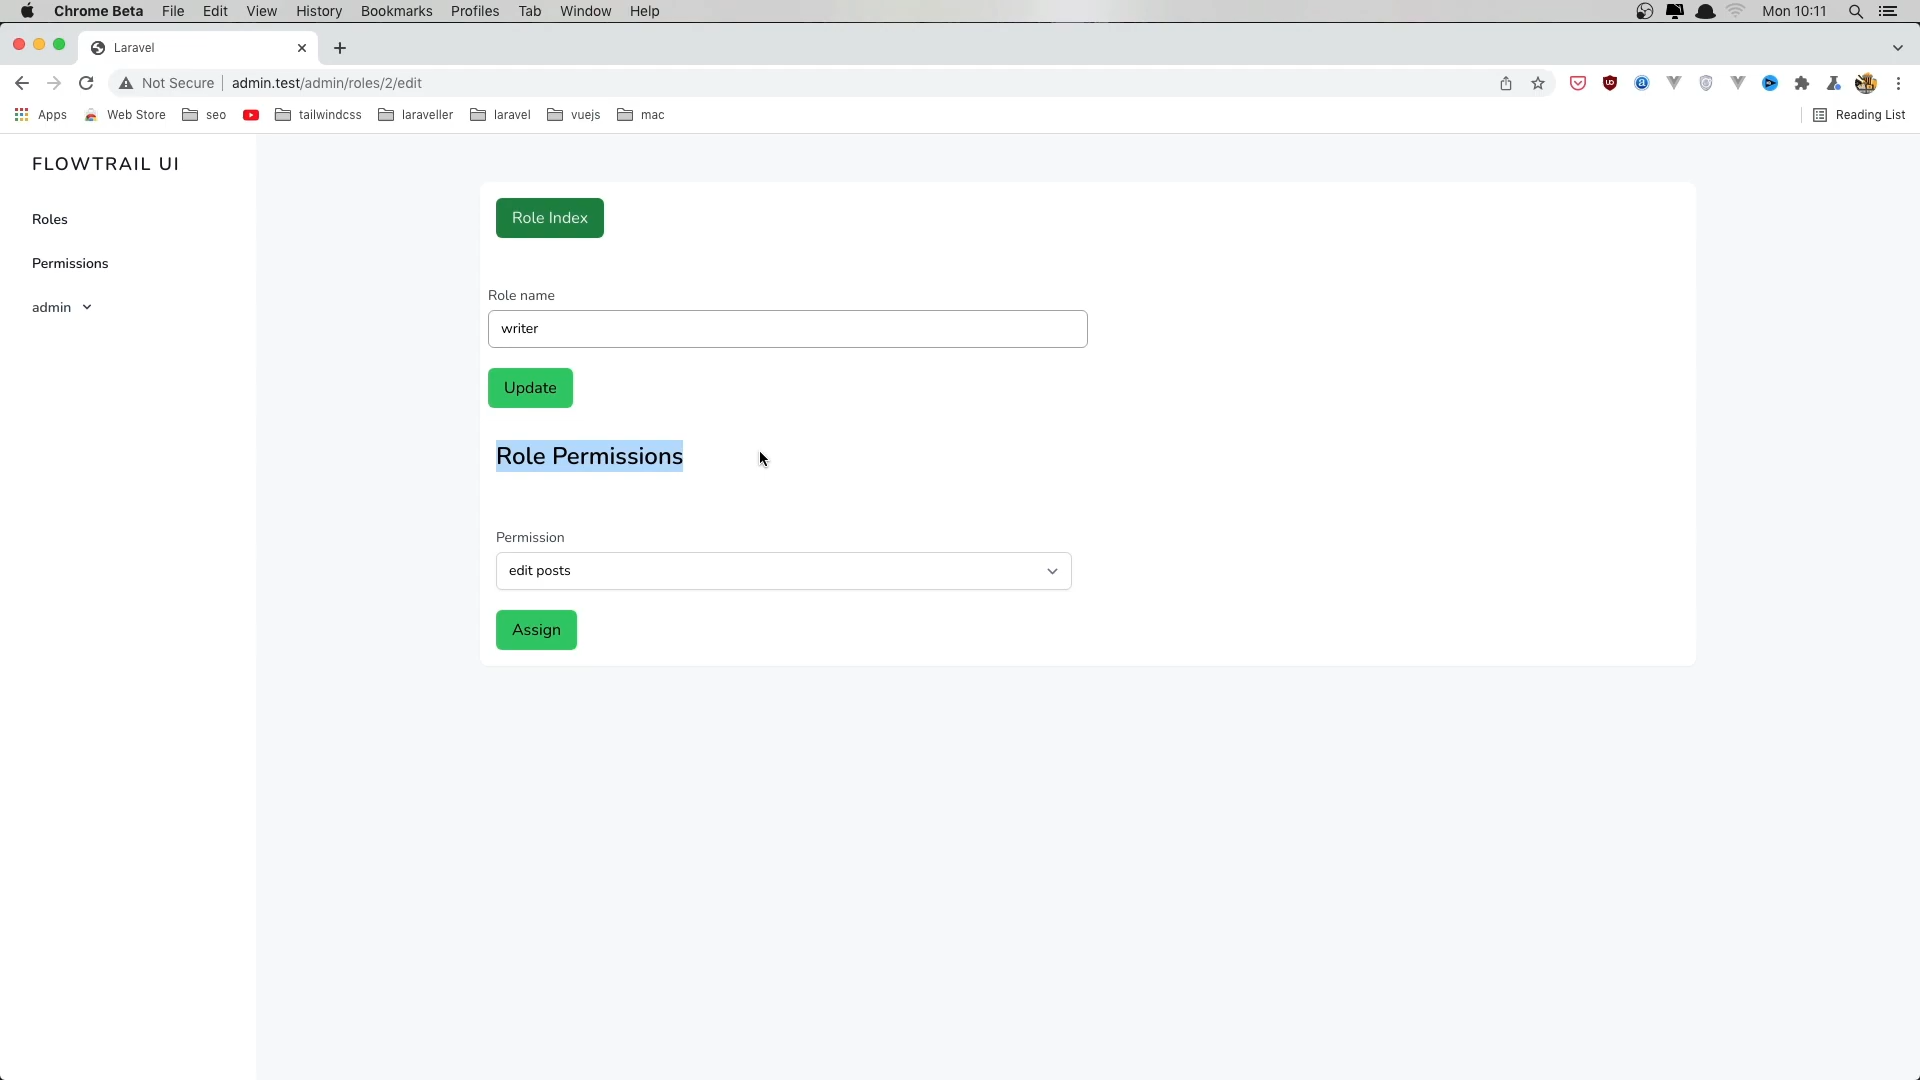 Chrome Beta File Edit View History Bookmarks Profiles Tab Window Help Mon 10:11
Laravel
Not Secure admin.test/admin/roles/2/edit
Apps Web Store seo tailwindcss laraveller laravel vuejs mac Reading List
FLOWTRAIL UI
Roles
Permissions
admin
Role Index
Role name
writer
Update
Role Permissions
Permission
edit posts
Assign